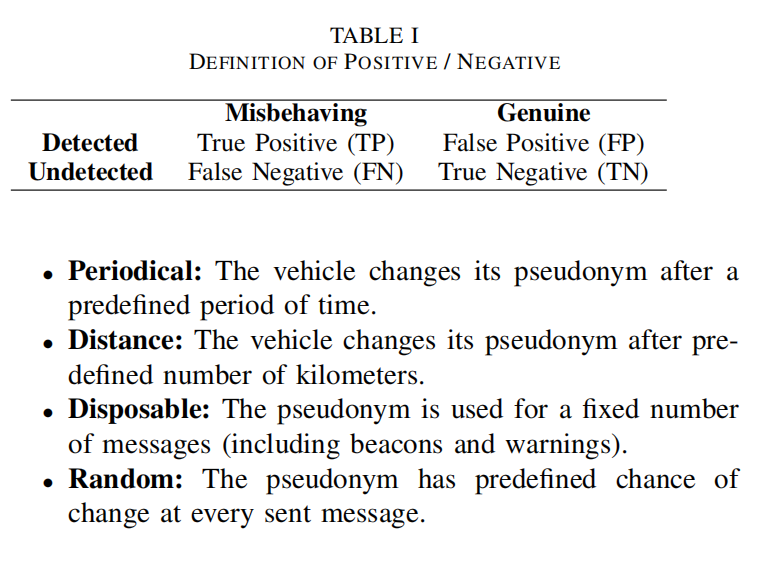 TABLE I
DEFINITION OF POSITIVE / NEGATIVE
Misbehaving Genuine
Detected True Positive (TP) False Positive (FP)
Undetected False Negative (FN) True Negative (TN)
• Periodical: The vehicle changes its pseudonym after a
predefined period of time.
• Distance: The vehicle changes its pseudonym after pre-
defined number of kilometers.
• Disposable: The pseudonym is used for a fixed number
of messages (including beacons and warnings).
• Random: The pseudonym has predefined chance of
change at every sent message.